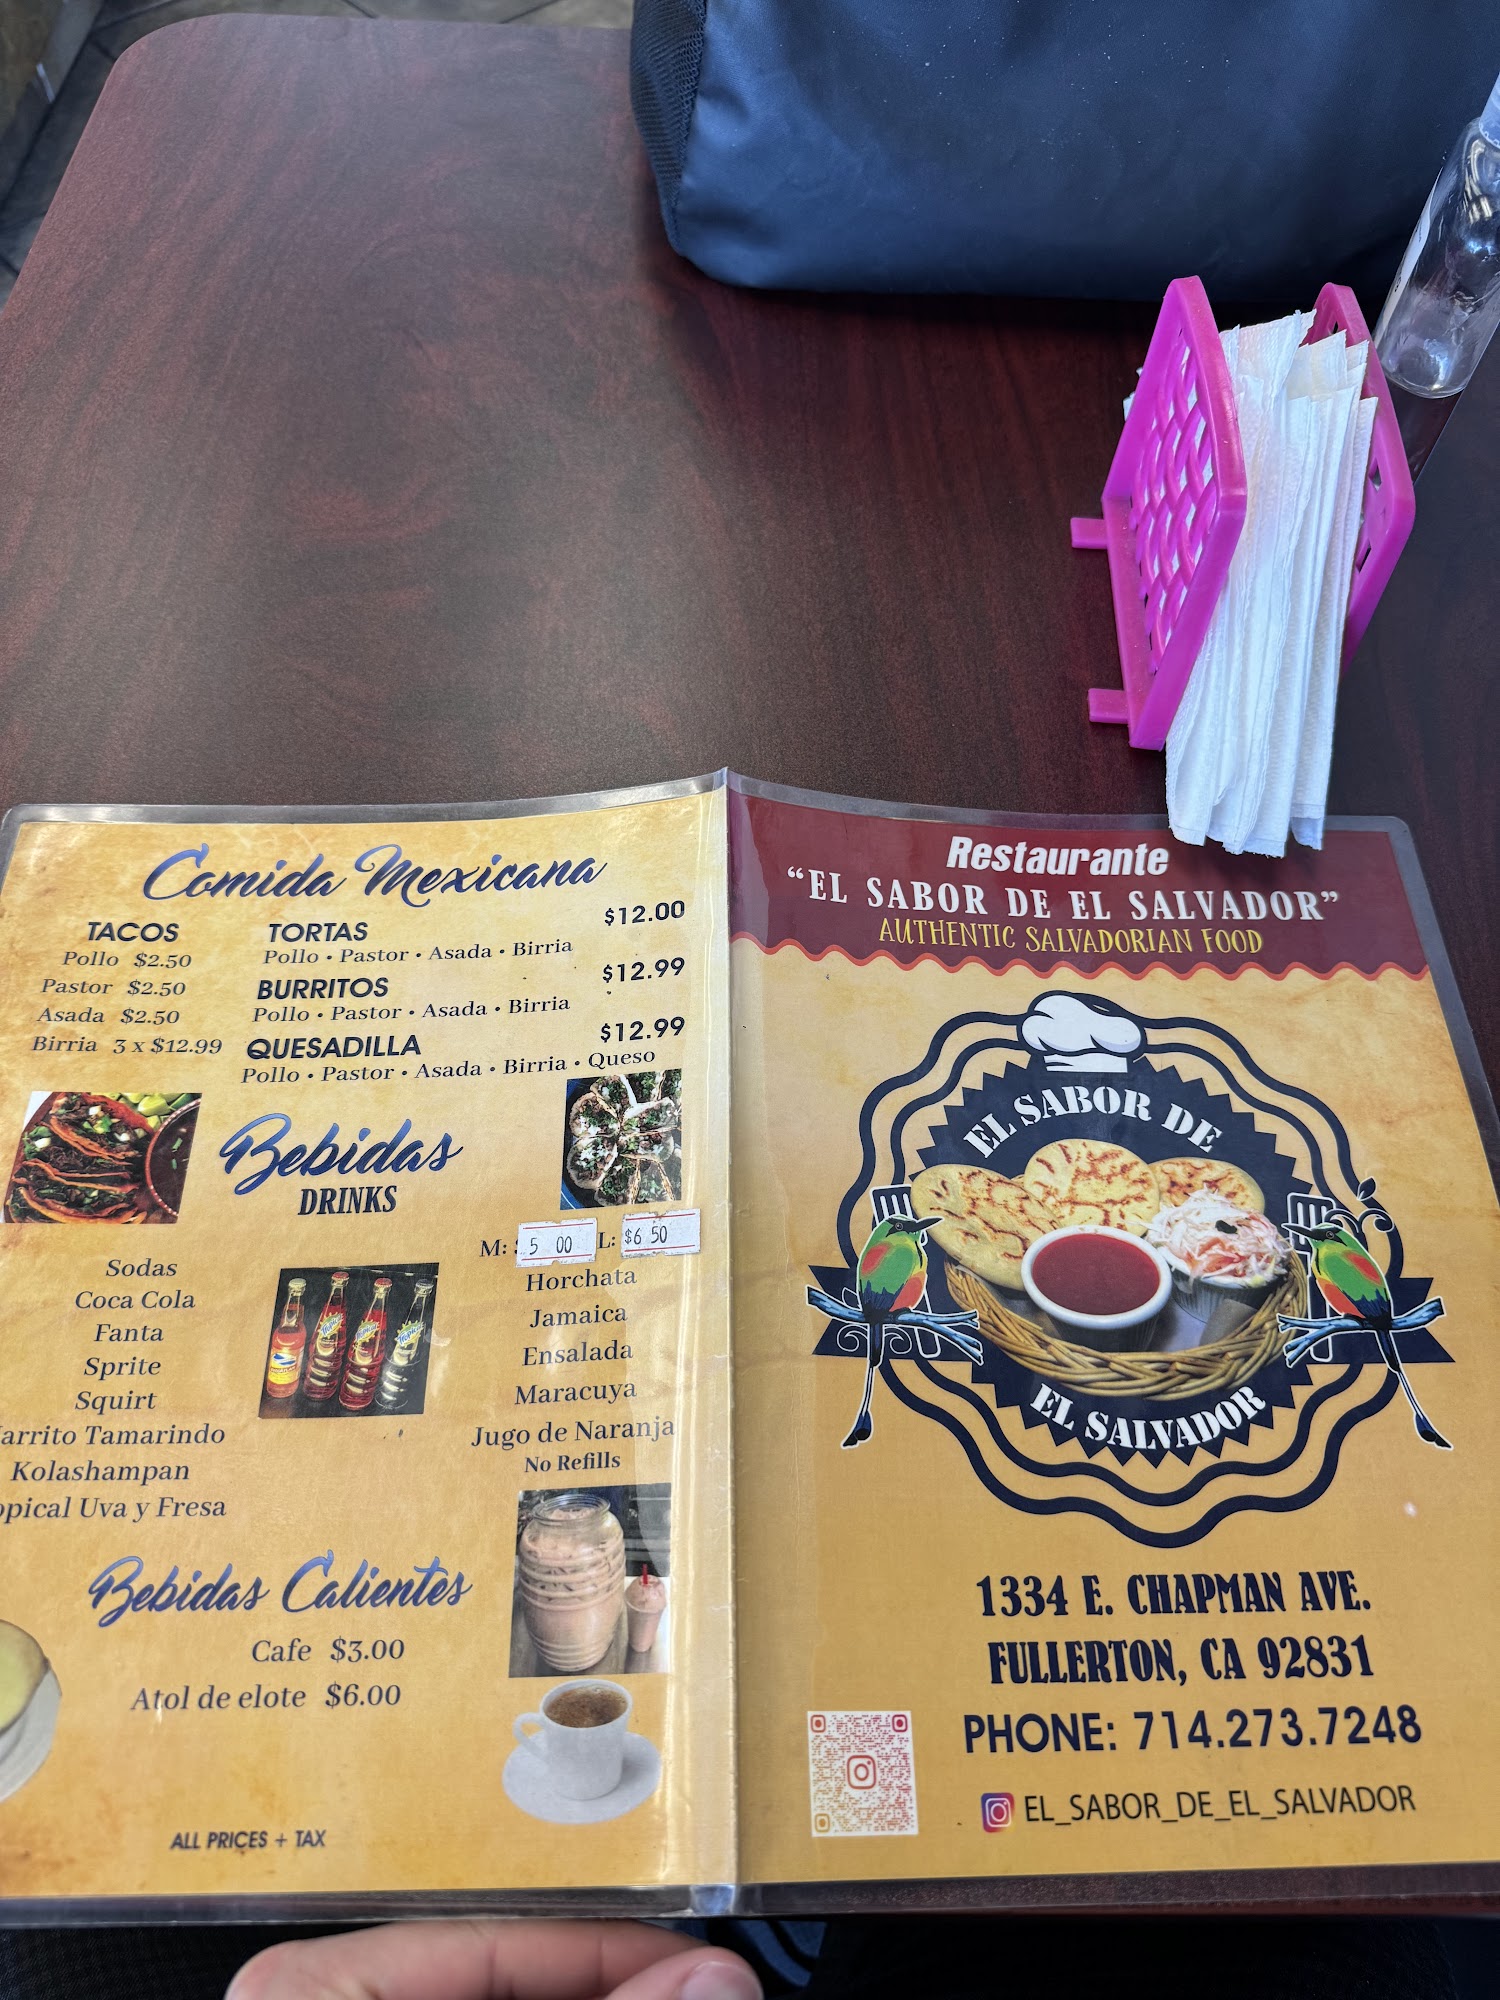 Comida Mexicana
TACOS
Pollo $2.50
Pastor $2.50
Asada $2.50
Birria 3 x $12.99
TORTAS $12.00
Pollo • Pastor • Asada • Birria
BURRITOS $12.99
Pollo • Pastor • Asada • Birria
QUESADILLA $12.99
Pollo • Pastor • Asada • Birria • Queso
Bebidas
DRINKS
Sodas
Coca Cola
Fanta
Sprite
Squirt
Tamarindo
Kolashampan
Uva y Fresa
M: 5 00 L: $6 50
Horchata
Jamaica
Ensalada
Maracuya
Jugo de Naranja
No Refills
Bebidas Calientes
Cafe $3.00
Atol de elote $6.00
ALL PRICES + TAX
Restaurante
“EL SABOR DE EL SALVADOR”
AUTHENTIC SALVADORIAN FOOD
EL SABOR DE
EL SALVADOR
1334 E. CHAPMAN AVE.
FULLERTON, CA 92831
PHONE: 714.273.7248
EL_SABOR_DE_EL_SALVADOR